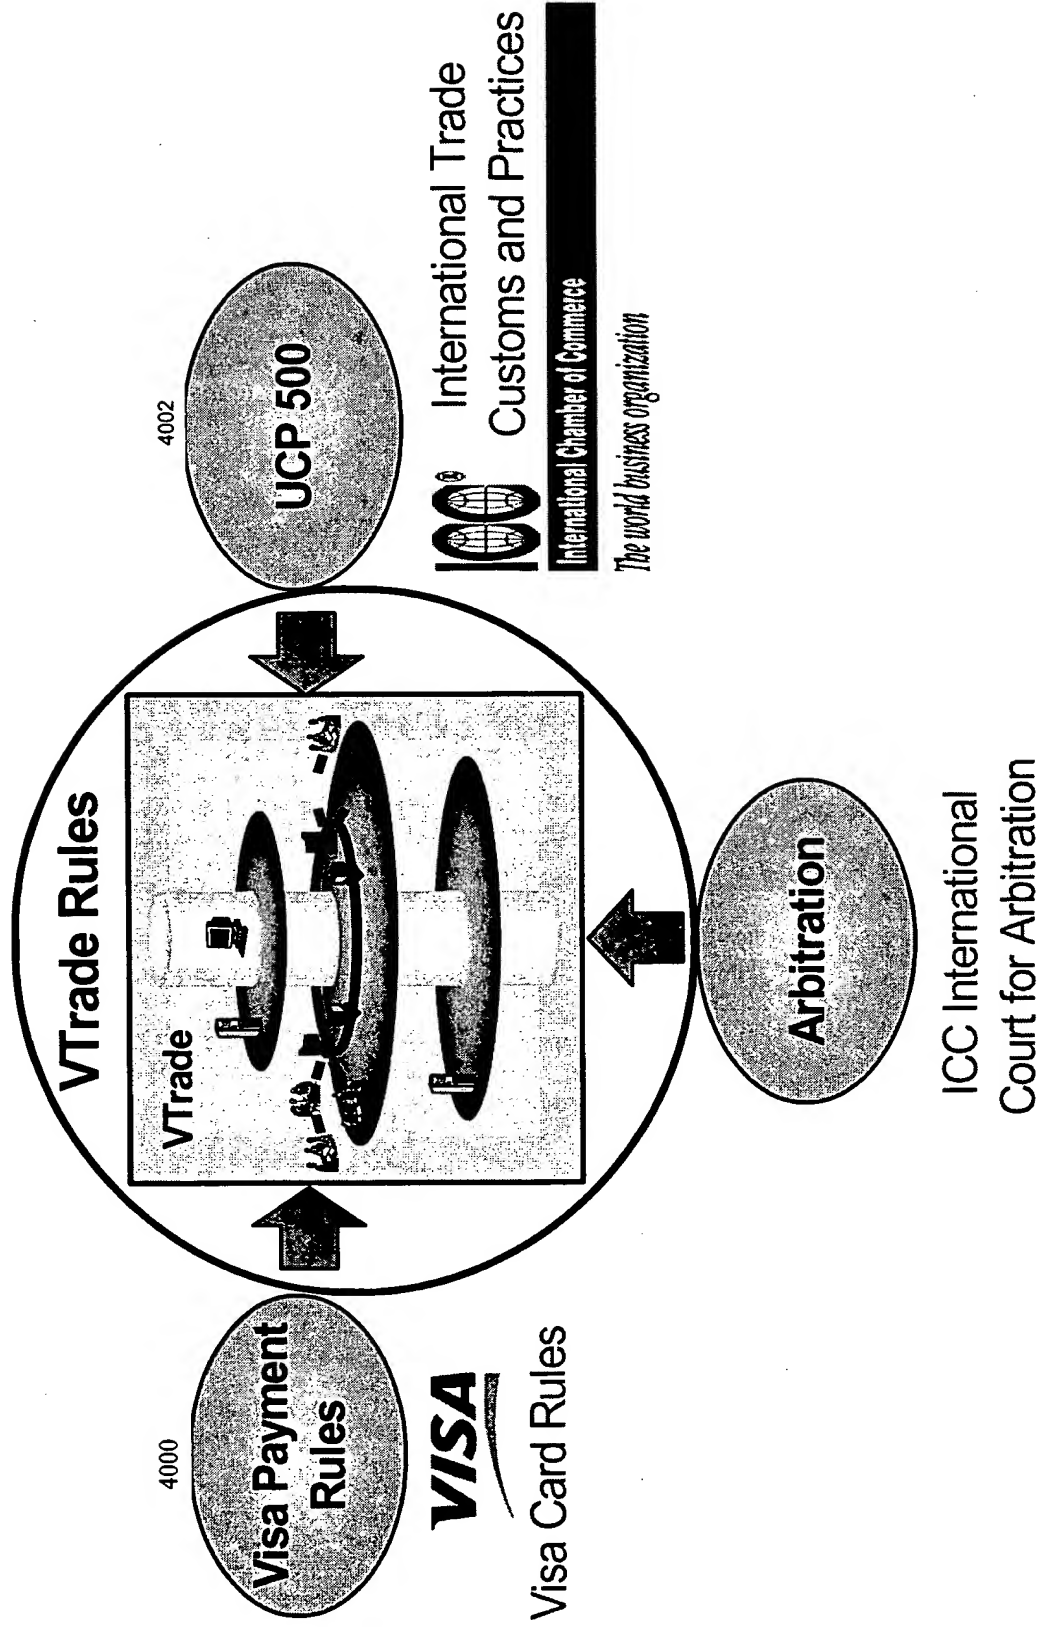 VTrade Rules
VTrade
4000
Visa Payment
Rules
VISA
Visa Card Rules
4002
UCP 500
ICC®
International Trade
Customs and Practices
International Chamber of Commerce
The world business organization
Arbitration
ICC International
Court for Arbitration